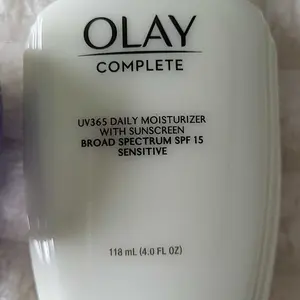 OLAY
COMPLETE
UV365 DAILY MOISTURIZER
WITH SUNSCREEN
BROAD SPECTRUM SPF 15
SENSITIVE
118 mL (4.0 FL OZ)